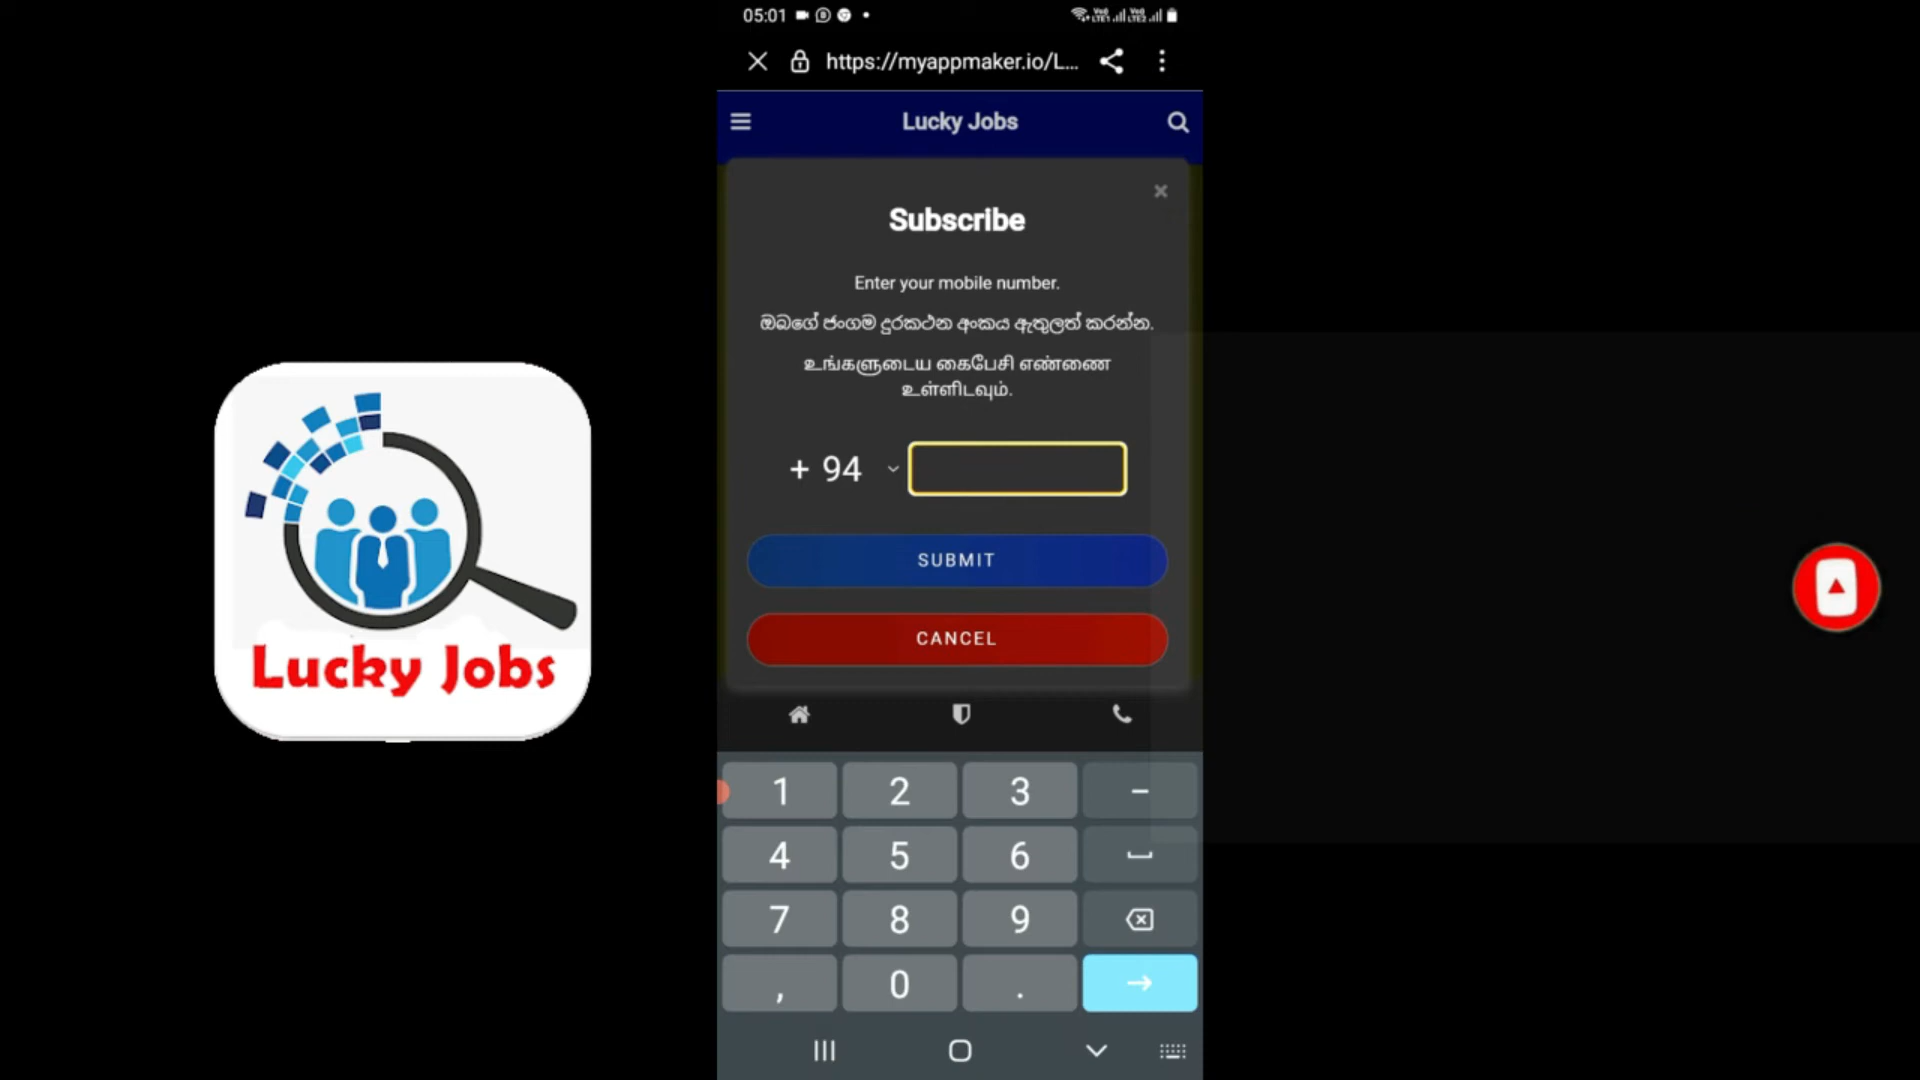 05:01
LTE1 LTE2
https://myappmaker.io/L...
Lucky Jobs
Subscribe
Enter your mobile number.
ඔබගේ ජංගම දුරකථන අංකය ඇතුලත් කරන්න.
உங்களுடைய கைபேசி எண்ணை
உள்ளிடவும்.
+ 94
SUBMIT
CANCEL
Lucky Jobs
1 2 3 -
4 5 6
7 8 9
, 0 .